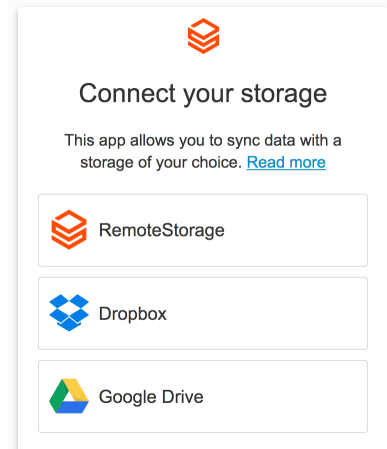 Connect your storage
This app allows you to sync data with a
storage of your choice. Read more
RemoteStorage
Dropbox
Google Drive